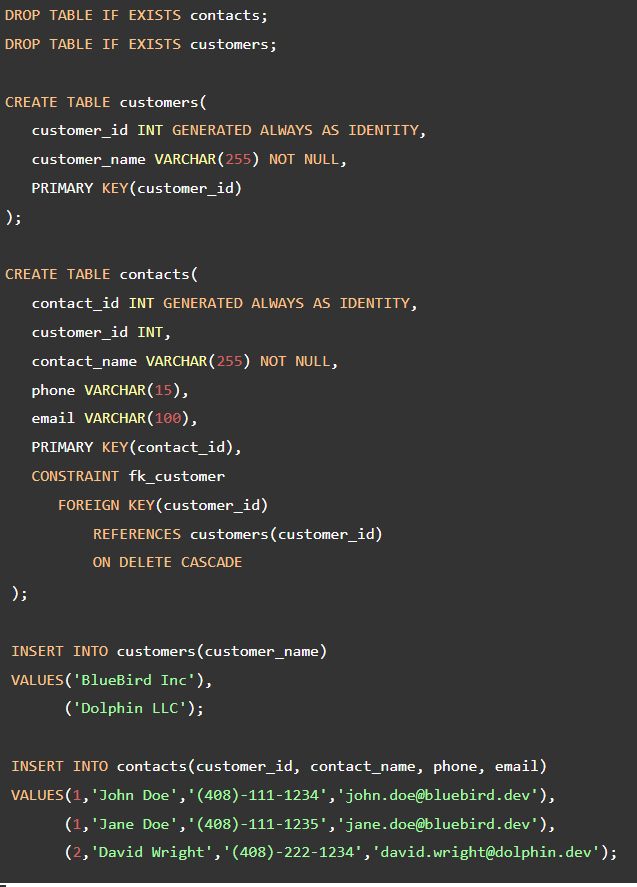 DROP TABLE IF EXISTS contacts;
DROP TABLE IF EXISTS customers;
CREATE TABLE customers(
customer_id INT GENERATED ALWAYS AS IDENTITY,
customer_name VARCHAR(255) NOT NULL,
PRIMARY KEY(customer_id)
);
CREATE TABLE contacts(
contact_id INT GENERATED ALWAYS AS IDENTITY,
customer_id INT,
contact_name VARCHAR(255) NOT NULL,
phone VARCHAR(15),
email VARCHAR(100),
PRIMARY KEY(contact_id),
CONSTRAINT fk_customer
FOREIGN KEY(customer_id)
REFERENCES customers(customer_id)
ON DELETE CASCADE
);
INSERT INTO customers(customer_name)
VALUES('BlueBird Inc'),
('Dolphin LLC');
INSERT INTO contacts(customer_id, contact_name, phone, email)
VALUES(1,'John Doe','(408)-111-1234','john.doe@bluebird.dev'),
(1,'Jane Doe','(408)-111-1235','jane.doe@bluebird.dev'),
(2,'David Wright','(408)-222-1234','david.wright@dolphin.dev');